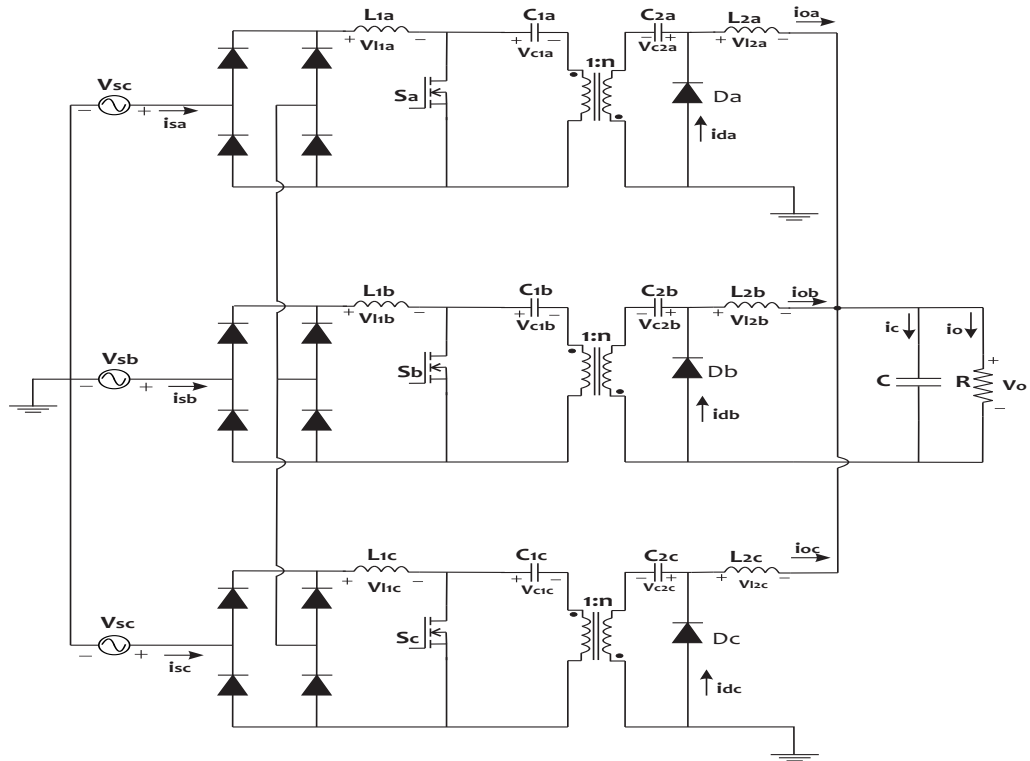 L1a C1a C2a L2a ioa
+ Vl1a − + Vc1a − − Vc2a + + Vl2a −
1:n
Vsc Sa Da
− + isa ida
L1b C1b C2b L2b iob
+ Vl1b − + Vc1b − − Vc2b + + Vl2b −
1:n ic io
Vsb Sb Db C R + Vo −
− + isb idb
L1c C1c C2c L2c ioc
+ Vl1c − + Vc1c − − Vc2c + + Vl2c −
1:n
Vsc Sc Dc
− + isc idc